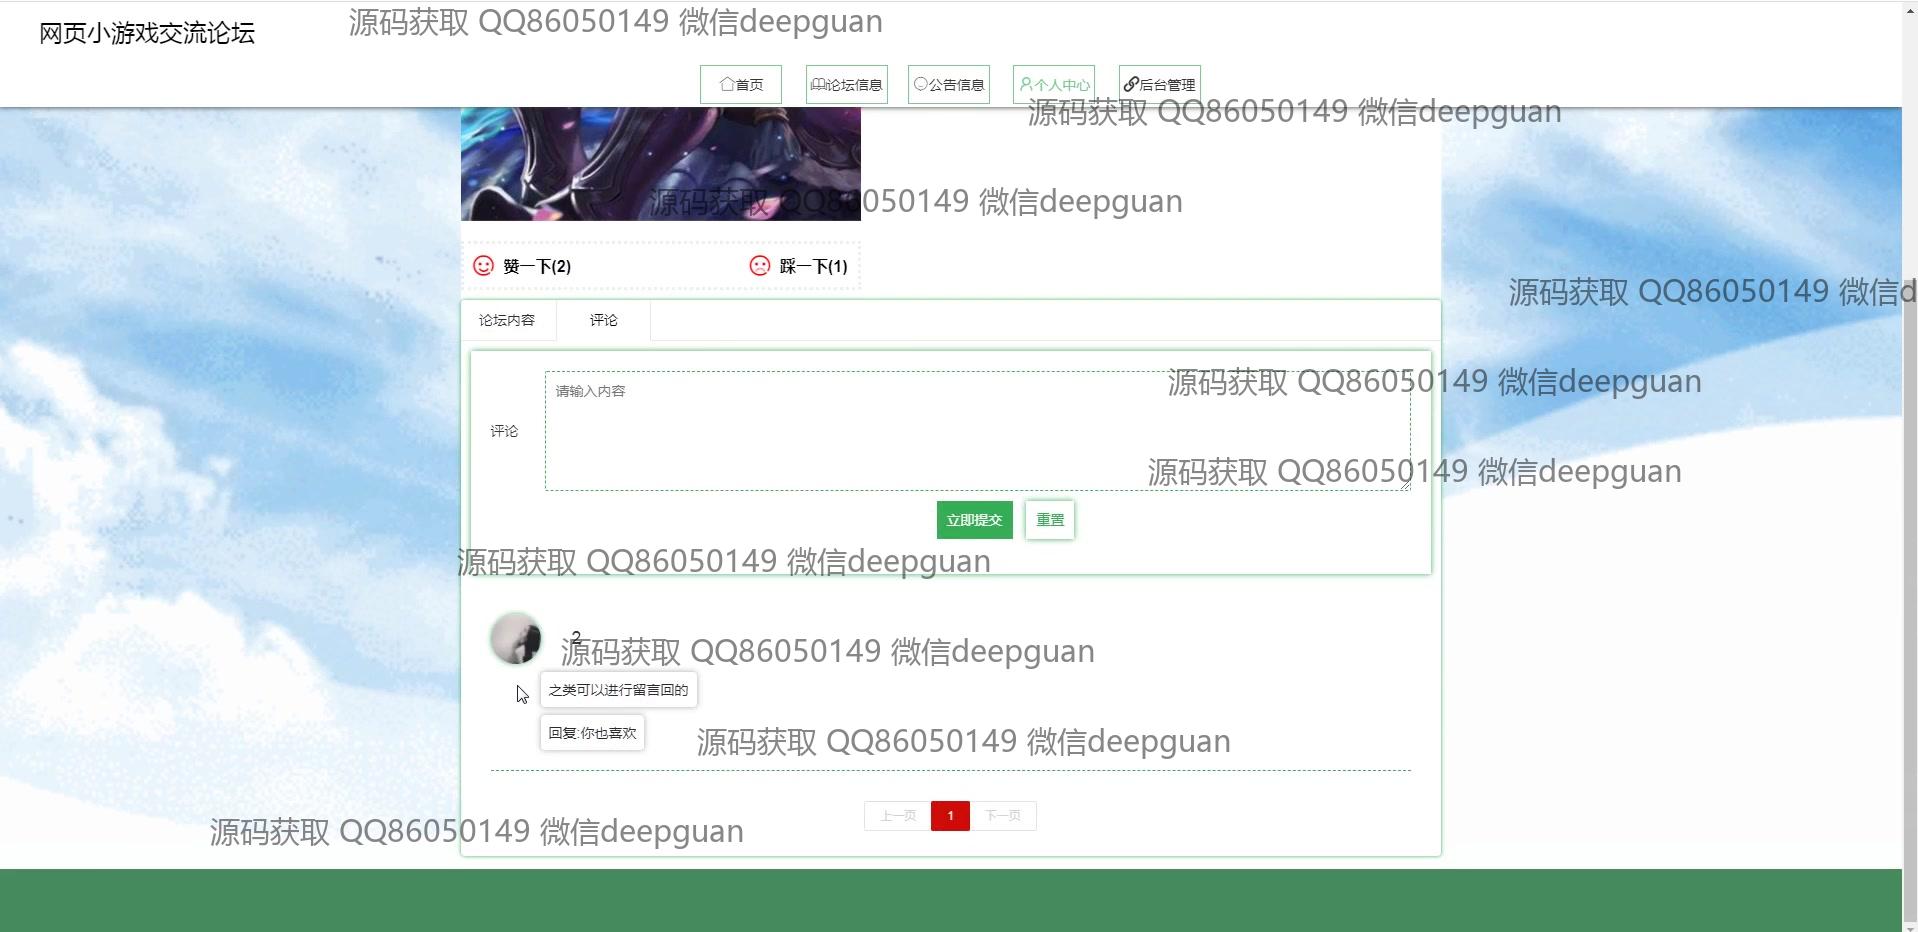 网页小游戏交流论坛
源码获取 QQ86050149 微信deepguan
首页 论坛信息 公告信息 个人中心 后台管理
源码获取 QQ86050149 微信deepguan
源码获取 QQ86050149 微信deepguan
赞一下(2) 踩一下(1)
源码获取 QQ86050149 微信d
论坛内容 评论
请输入内容
源码获取 QQ86050149 微信deepguan
评论
源码获取 QQ86050149 微信deepguan
立即提交 重置
源码获取 QQ86050149 微信deepguan
2
源码获取 QQ86050149 微信deepguan
之类可以进行留言回的
回复:你也喜欢
源码获取 QQ86050149 微信deepguan
上一页 1 下一页
源码获取 QQ86050149 微信deepguan